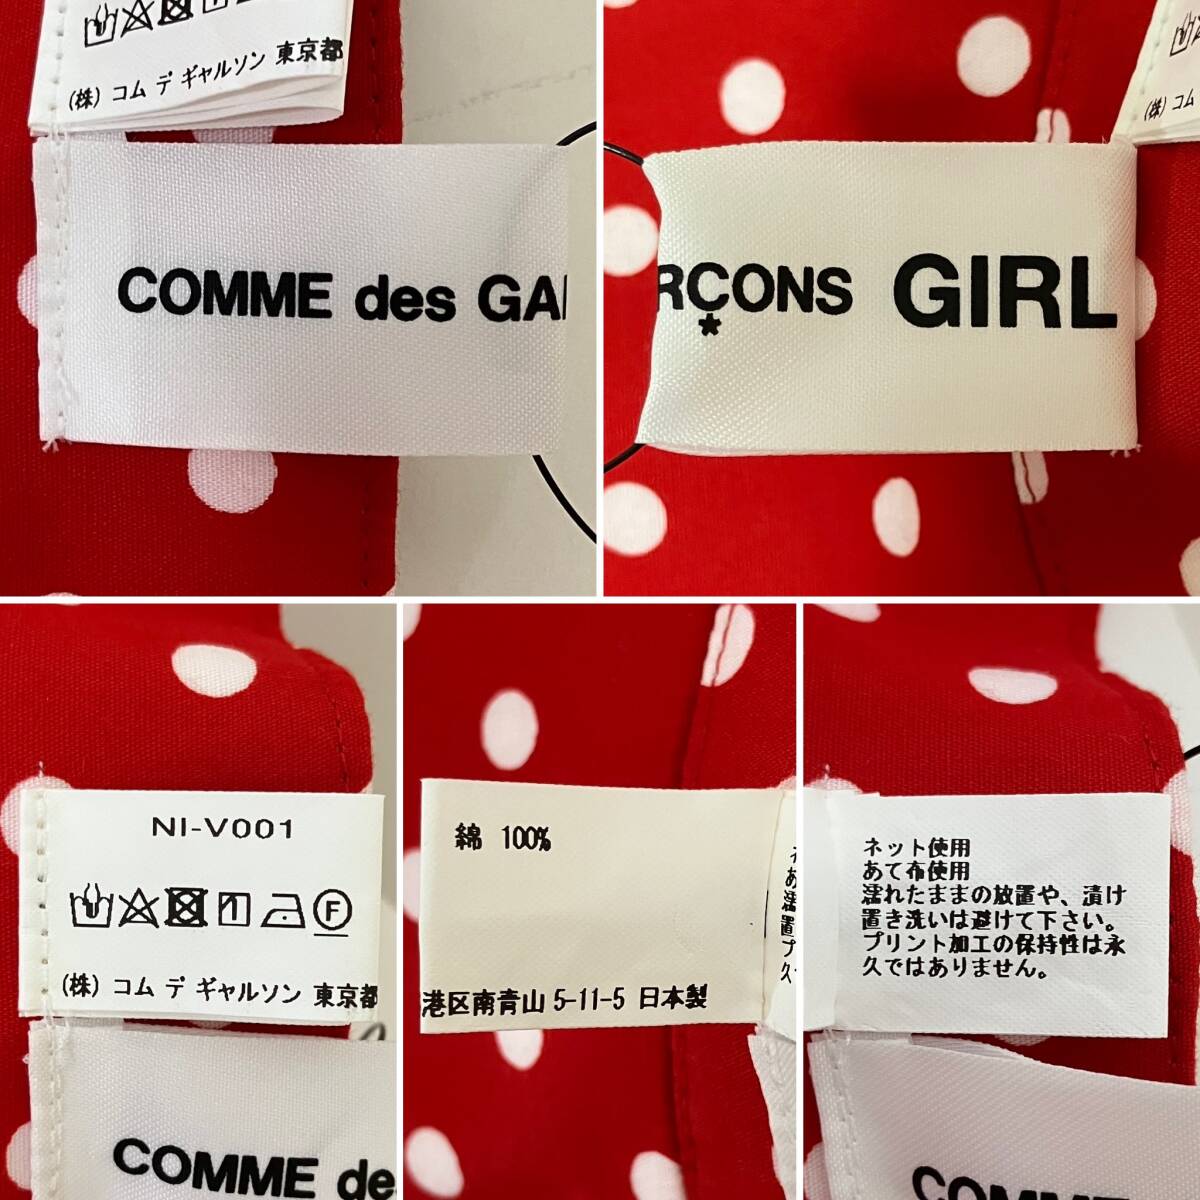 (株) コム デ ギャルソン 東京都
COMME des GA
(株) コム
RÇONS GIRL
*
NI-V001
F
(株) コム デ ギャルソン 東京都
COMME de
綿 100%
港区南青山 5-11-5 日本製
ネット使用
あて布使用
濡れたままの放置や、漬け
置き洗いは避けて下さい。
プリント加工の保持性は永
久ではありません。
COMME